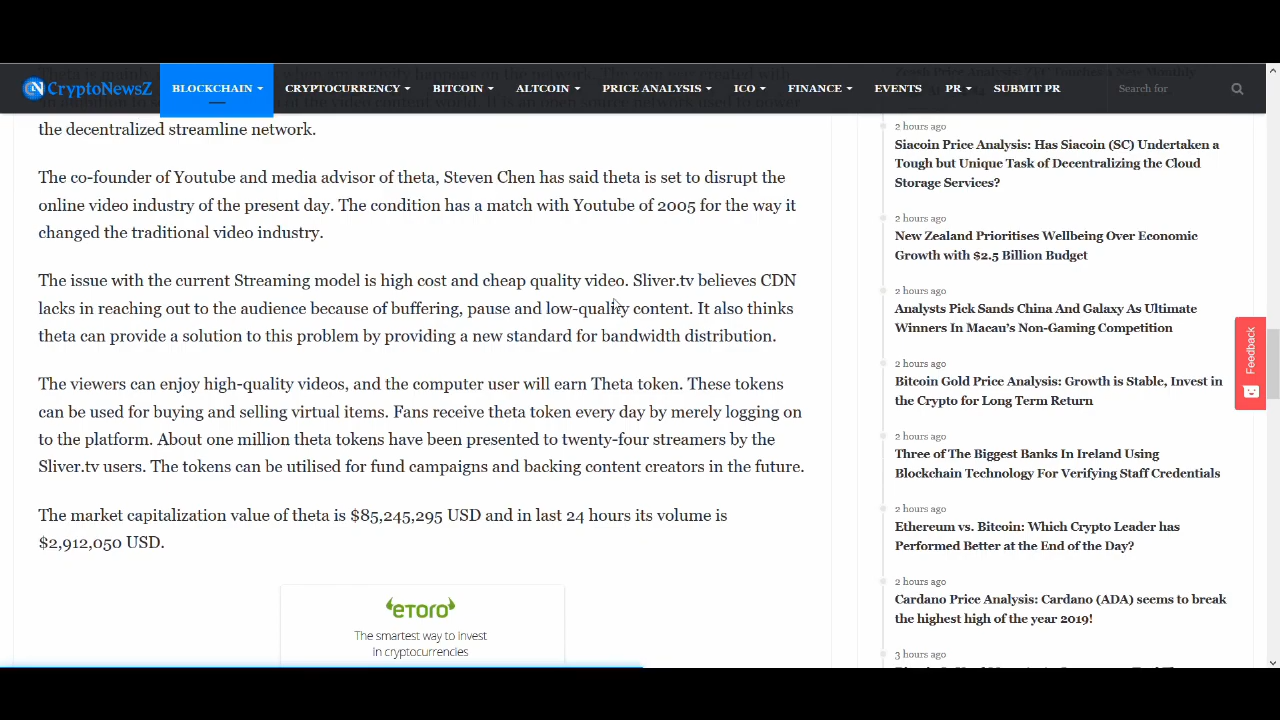 CryptoNewsZ
BLOCKCHAIN
CRYPTOCURRENCY
BITCOIN
ALTCOIN
PRICE ANALYSIS
ICO
FINANCE
EVENTS
PR
SUBMIT PR
Search for
the decentralized streamline network.
The co-founder of Youtube and media advisor of theta, Steven Chen has said theta is set to disrupt the
online video industry of the present day. The condition has a match with Youtube of 2005 for the way it
changed the traditional video industry.
The issue with the current Streaming model is high cost and cheap quality video. Sliver.tv believes CDN
lacks in reaching out to the audience because of buffering, pause and low-quality content. It also thinks
theta can provide a solution to this problem by providing a new standard for bandwidth distribution.
The viewers can enjoy high-quality videos, and the computer user will earn Theta token. These tokens
can be used for buying and selling virtual items. Fans receive theta token every day by merely logging on
to the platform. About one million theta tokens have been presented to twenty-four streamers by the
Sliver.tv users. The tokens can be utilised for fund campaigns and backing content creators in the future.
The market capitalization value of theta is $85,245,295 USD and in last 24 hours its volume is
$2,912,050 USD.
eToro
The smartest way to invest
in cryptocurrencies
2 hours ago
Siacoin Price Analysis: Has Siacoin (SC) Undertaken a
Tough but Unique Task of Decentralizing the Cloud
Storage Services?
2 hours ago
New Zealand Prioritises Wellbeing Over Economic
Growth with $2.5 Billion Budget
2 hours ago
Analysts Pick Sands China And Galaxy As Ultimate
Winners In Macau's Non-Gaming Competition
2 hours ago
Bitcoin Gold Price Analysis: Growth is Stable, Invest in
the Crypto for Long Term Return
2 hours ago
Three of The Biggest Banks In Ireland Using
Blockchain Technology For Verifying Staff Credentials
2 hours ago
Ethereum vs. Bitcoin: Which Crypto Leader has
Performed Better at the End of the Day?
2 hours ago
Cardano Price Analysis: Cardano (ADA) seems to break
the highest high of the year 2019!
3 hours ago
Feedback